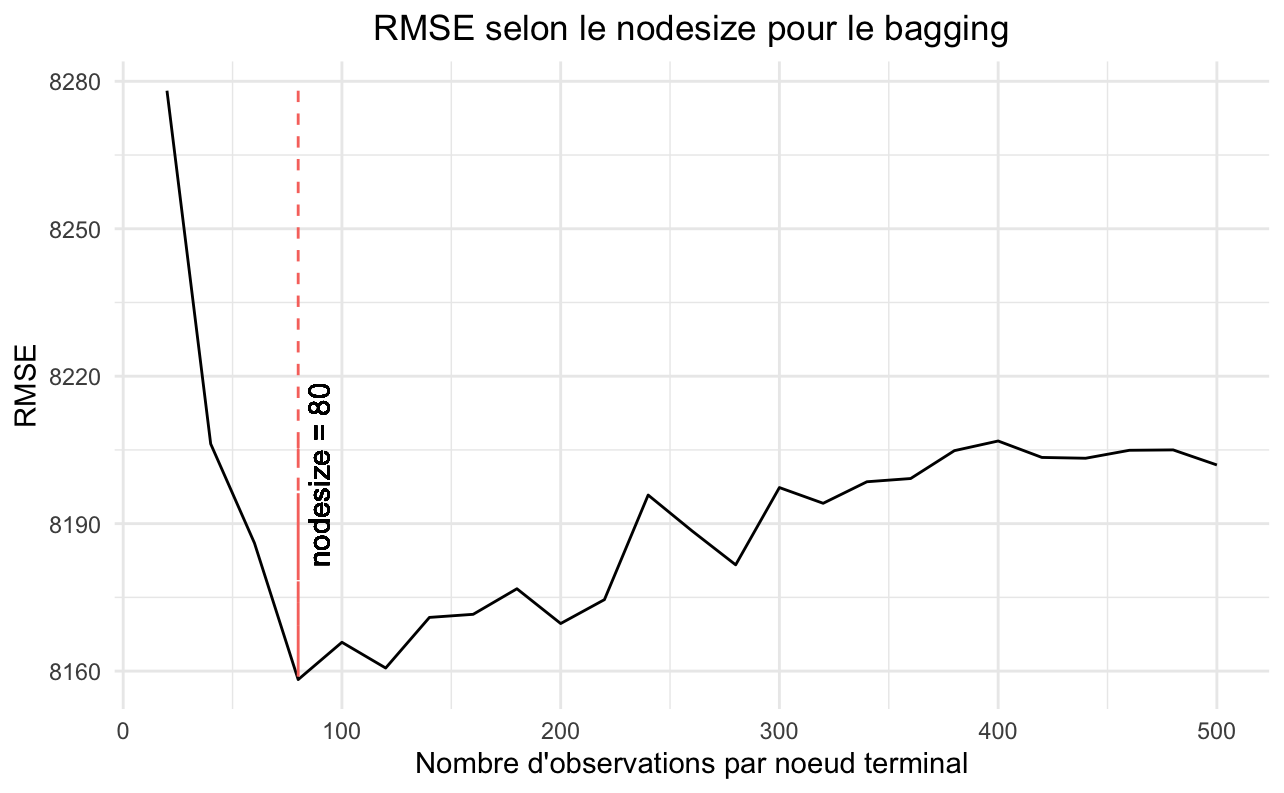 RMSE selon le nodesize pour le bagging
RMSE
8280
8250
8220
8190
8160
nodesize = 80
0
100
200
300
400
500
Nombre d'observations par noeud terminal